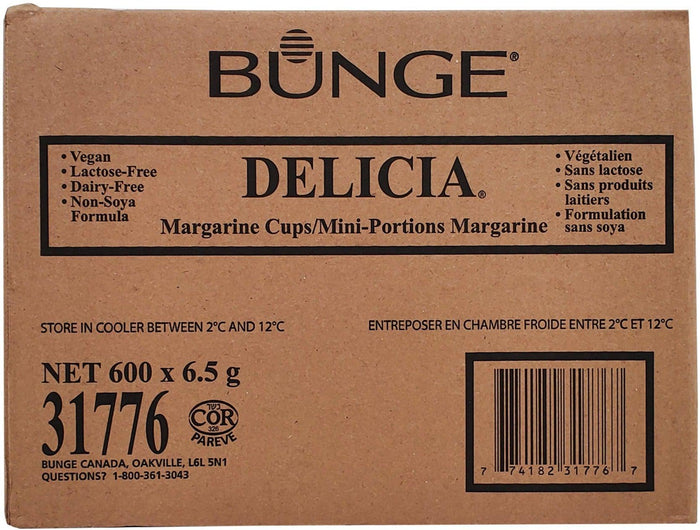 BUNGE®
• Vegan
• Lactose-Free
• Dairy-Free
• Non-Soya
Formula
DELICIA®
Margarine Cups/Mini-Portions Margarine
• Végétalien
• Sans lactose
• Sans produits
laitiers
• Formulation
sans soya
STORE IN COOLER BETWEEN 2°C AND 12°C
ENTREPOSER EN CHAMBRE FROIDE ENTRE 2°C ET 12°C
NET 600 x 6.5 g
31776
כשר
COR
326
PAREVE
BUNGE CANADA, OAKVILLE, L6L 5N1
QUESTIONS? 1-800-361-3043
7 74182 31776 7